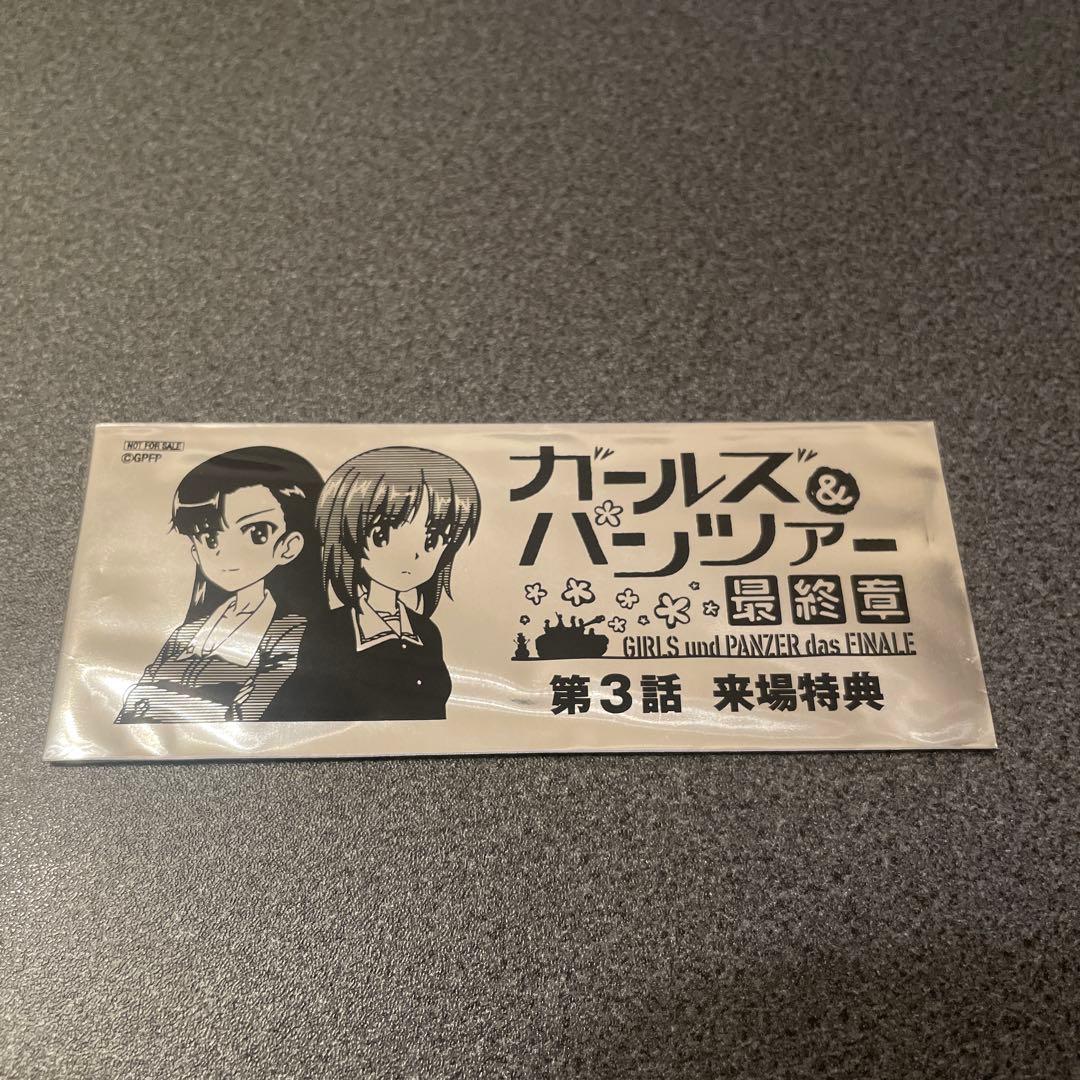 NOT FOR SALE
©GPFP
ガールズ&
パンツァー
最終章
GIRLS und PANZER das FINALE
第3話 来場特典